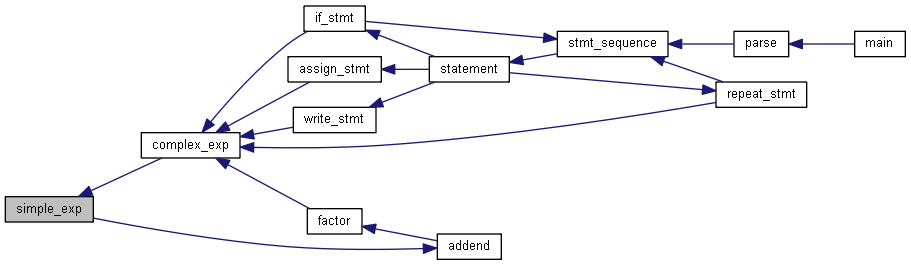 if_stmt
stmt_sequence
parse
main
assign_stmt
statement
repeat_stmt
write_stmt
complex_exp
simple_exp
factor
addend